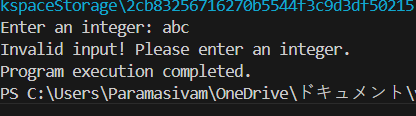 kspaceStorage\2cb83256716270b5544f3c9d3df50215
Enter an integer: abc
Invalid input! Please enter an integer.
Program execution completed.
PS C:\Users\Paramasivam\OneDrive\ドキュメント\